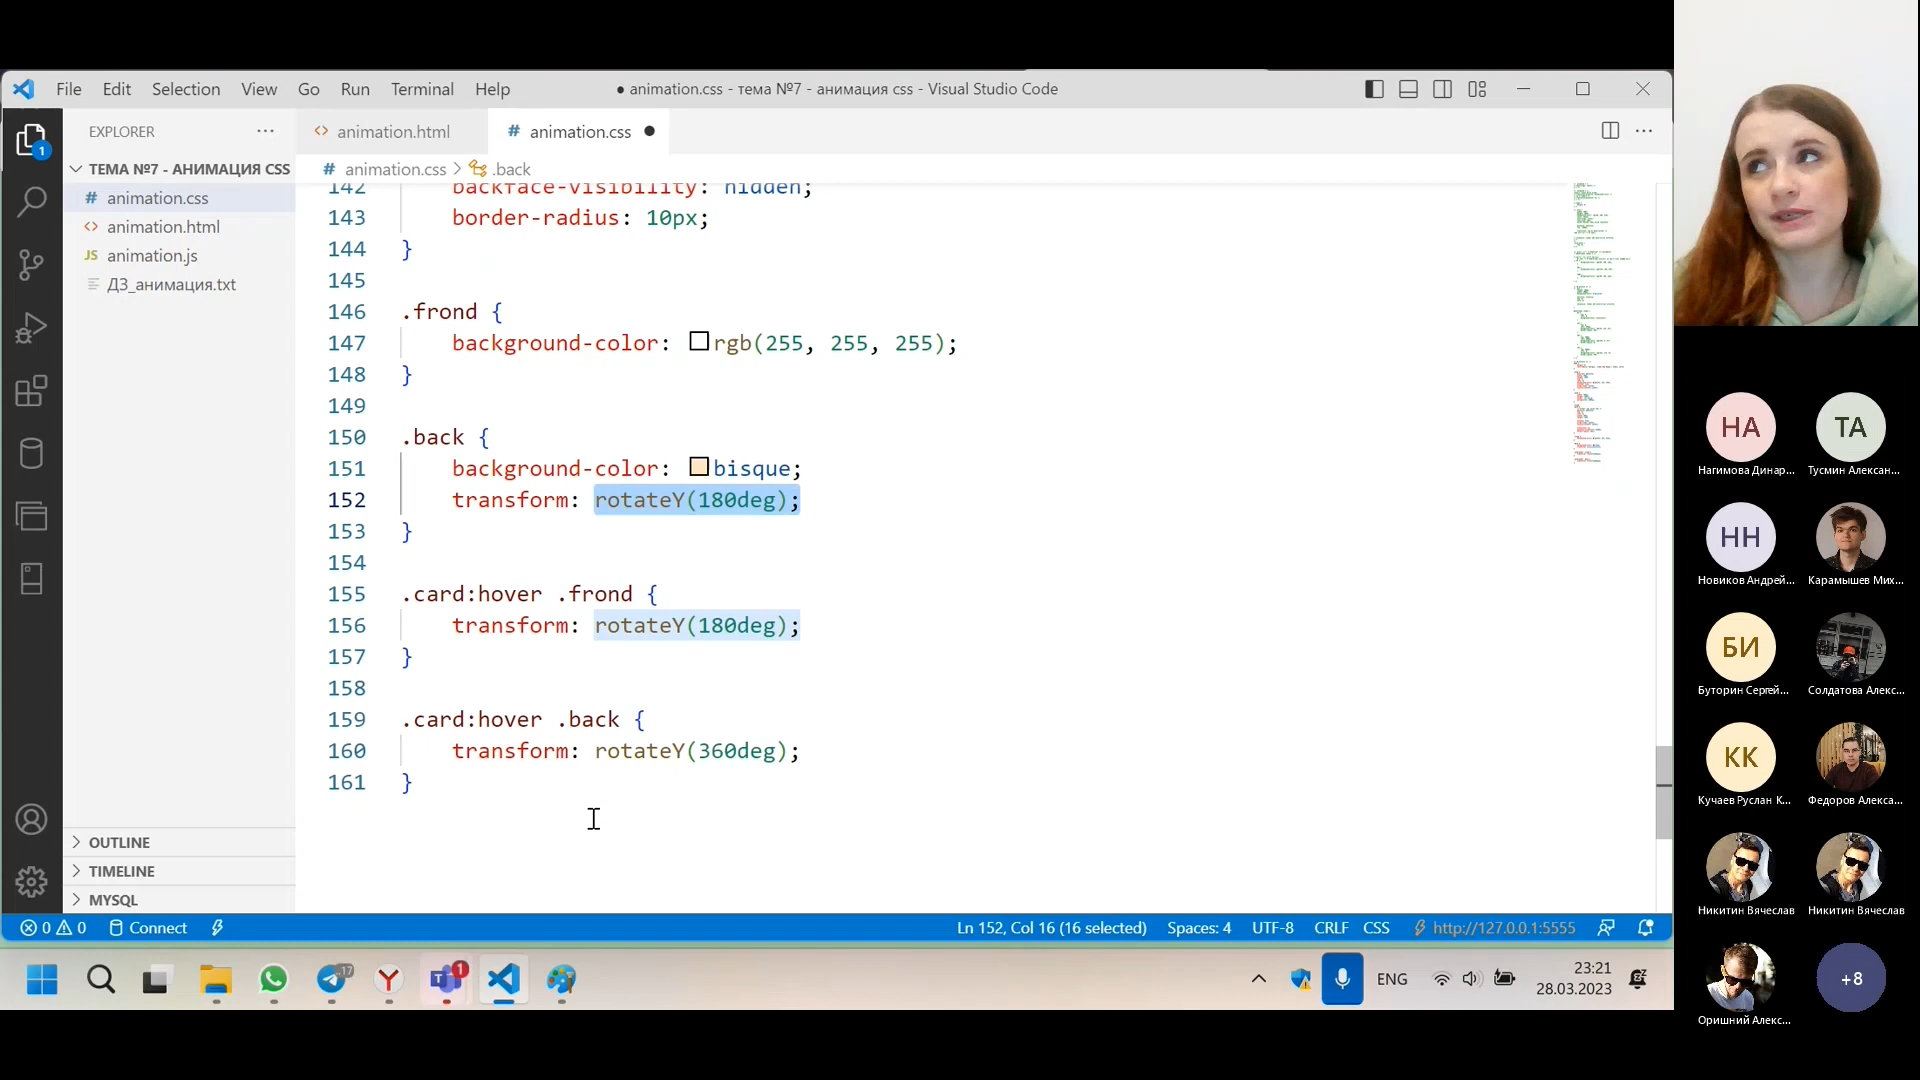 File Edit Selection View Go Run Terminal Help
● animation.css - тема №7 - анимация css - Visual Studio Code
EXPLORER
animation.html
# animation.css ●
ТЕМА №7 - АНИМАЦИЯ CSS
# animation.css > .back
# animation.css
<> animation.html
JS animation.js
ДЗ_анимация.txt
142 backface-visibility: hidden;
143 border-radius: 10px;
144 }
145
146 .frond {
147 background-color: rgb(255, 255, 255);
148 }
149
150 .back {
151 background-color: bisque;
152 transform: rotateY(180deg);
153 }
154
155 .card:hover .frond {
156 transform: rotateY(180deg);
157 }
158
159 .card:hover .back {
160 transform: rotateY(360deg);
161 }
OUTLINE
TIMELINE
MYSQL
0 0 Connect
Ln 152, Col 16 (16 selected) Spaces: 4 UTF-8 CRLF CSS http://127.0.0.1:5555
1
17
1
ENG
23:21
28.03.2023
НА
ТА
Нагимова Динар...
Тусмин Алексан...
НН
Новиков Андрей...
Карамышев Мих...
БИ
Буторин Сергей...
Солдатова Алекс...
КК
Кучаев Руслан К...
Федоров Алекса...
Никитин Вячеслав
Никитин Вячеслав
+8
Оришний Алекс...